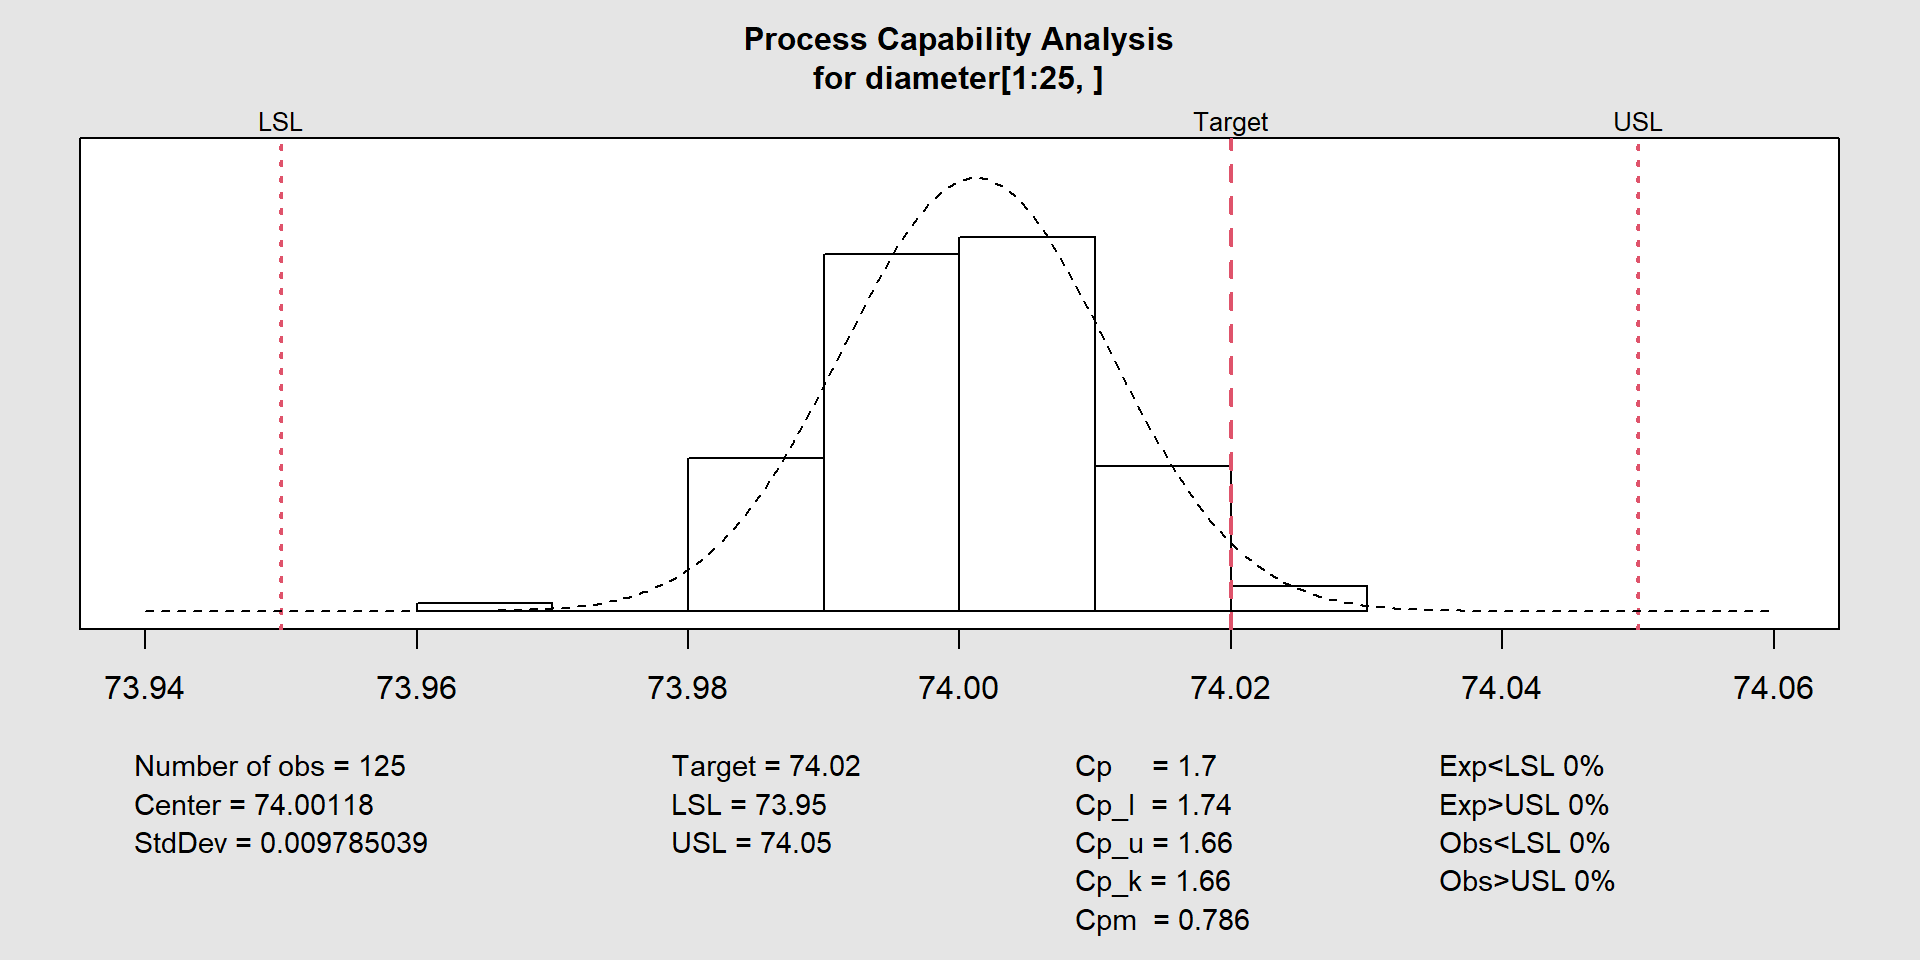 Process Capability Analysis
for diameter[1:25, ]
LSL Target USL
73.94 73.96 73.98 74.00 74.02 74.04 74.06
Number of obs = 125
Center = 74.00118
StdDev = 0.009785039
Target = 74.02
LSL = 73.95
USL = 74.05
Cp = 1.7
Cp_l = 1.74
Cp_u = 1.66
Cp_k = 1.66
Cpm = 0.786
Exp<LSL 0%
Exp>USL 0%
Obs<LSL 0%
Obs>USL 0%